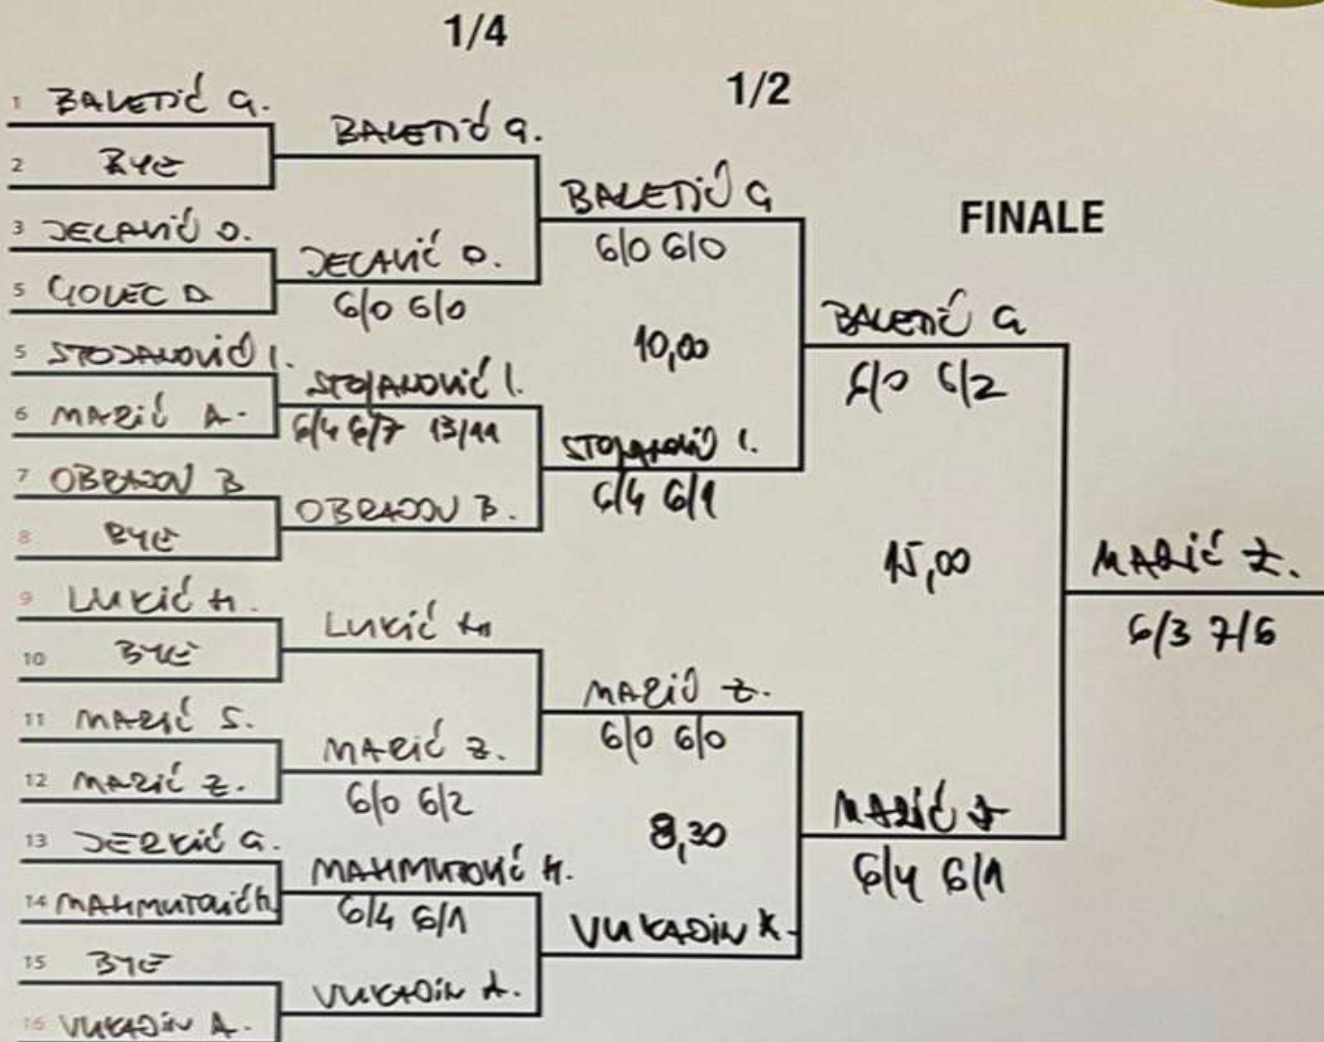 1/4
1/2
FINALE
1 BALETIĆ G.
2 BYE
3 JELAVIĆ D.
5 GOLEC D
5 STOJANOVIĆ I.
6 MARIĆ A.
7 OBRADOV B
8 BYE
9 LUKIĆ H.
10 BYE
11 MARIĆ S.
12 MARIĆ Z.
13 JERKIĆ G.
14 MAHMUTOVIĆ H
15 BYE
16 VUKADIN A.
BALETIĆ G.
JELAVIĆ D.
6/0 6/0
STOJANOVIĆ I.
6/4 6/7 13/11
OBRADOV B.
LUKIĆ H
MARIĆ Z.
6/0 6/2
MAHMUTOVIĆ H.
6/4 6/1
VUKADIN A.
BALETIĆ G
6/0 6/0
10,00
STOJANOVIĆ I.
6/4 6/1
MARIĆ Z.
6/0 6/0
8,30
VUKADIN A.
BALETIĆ G
6/0 6/2
15,00
MARIĆ Z
6/4 6/1
MARIĆ Z.
6/3 7/6